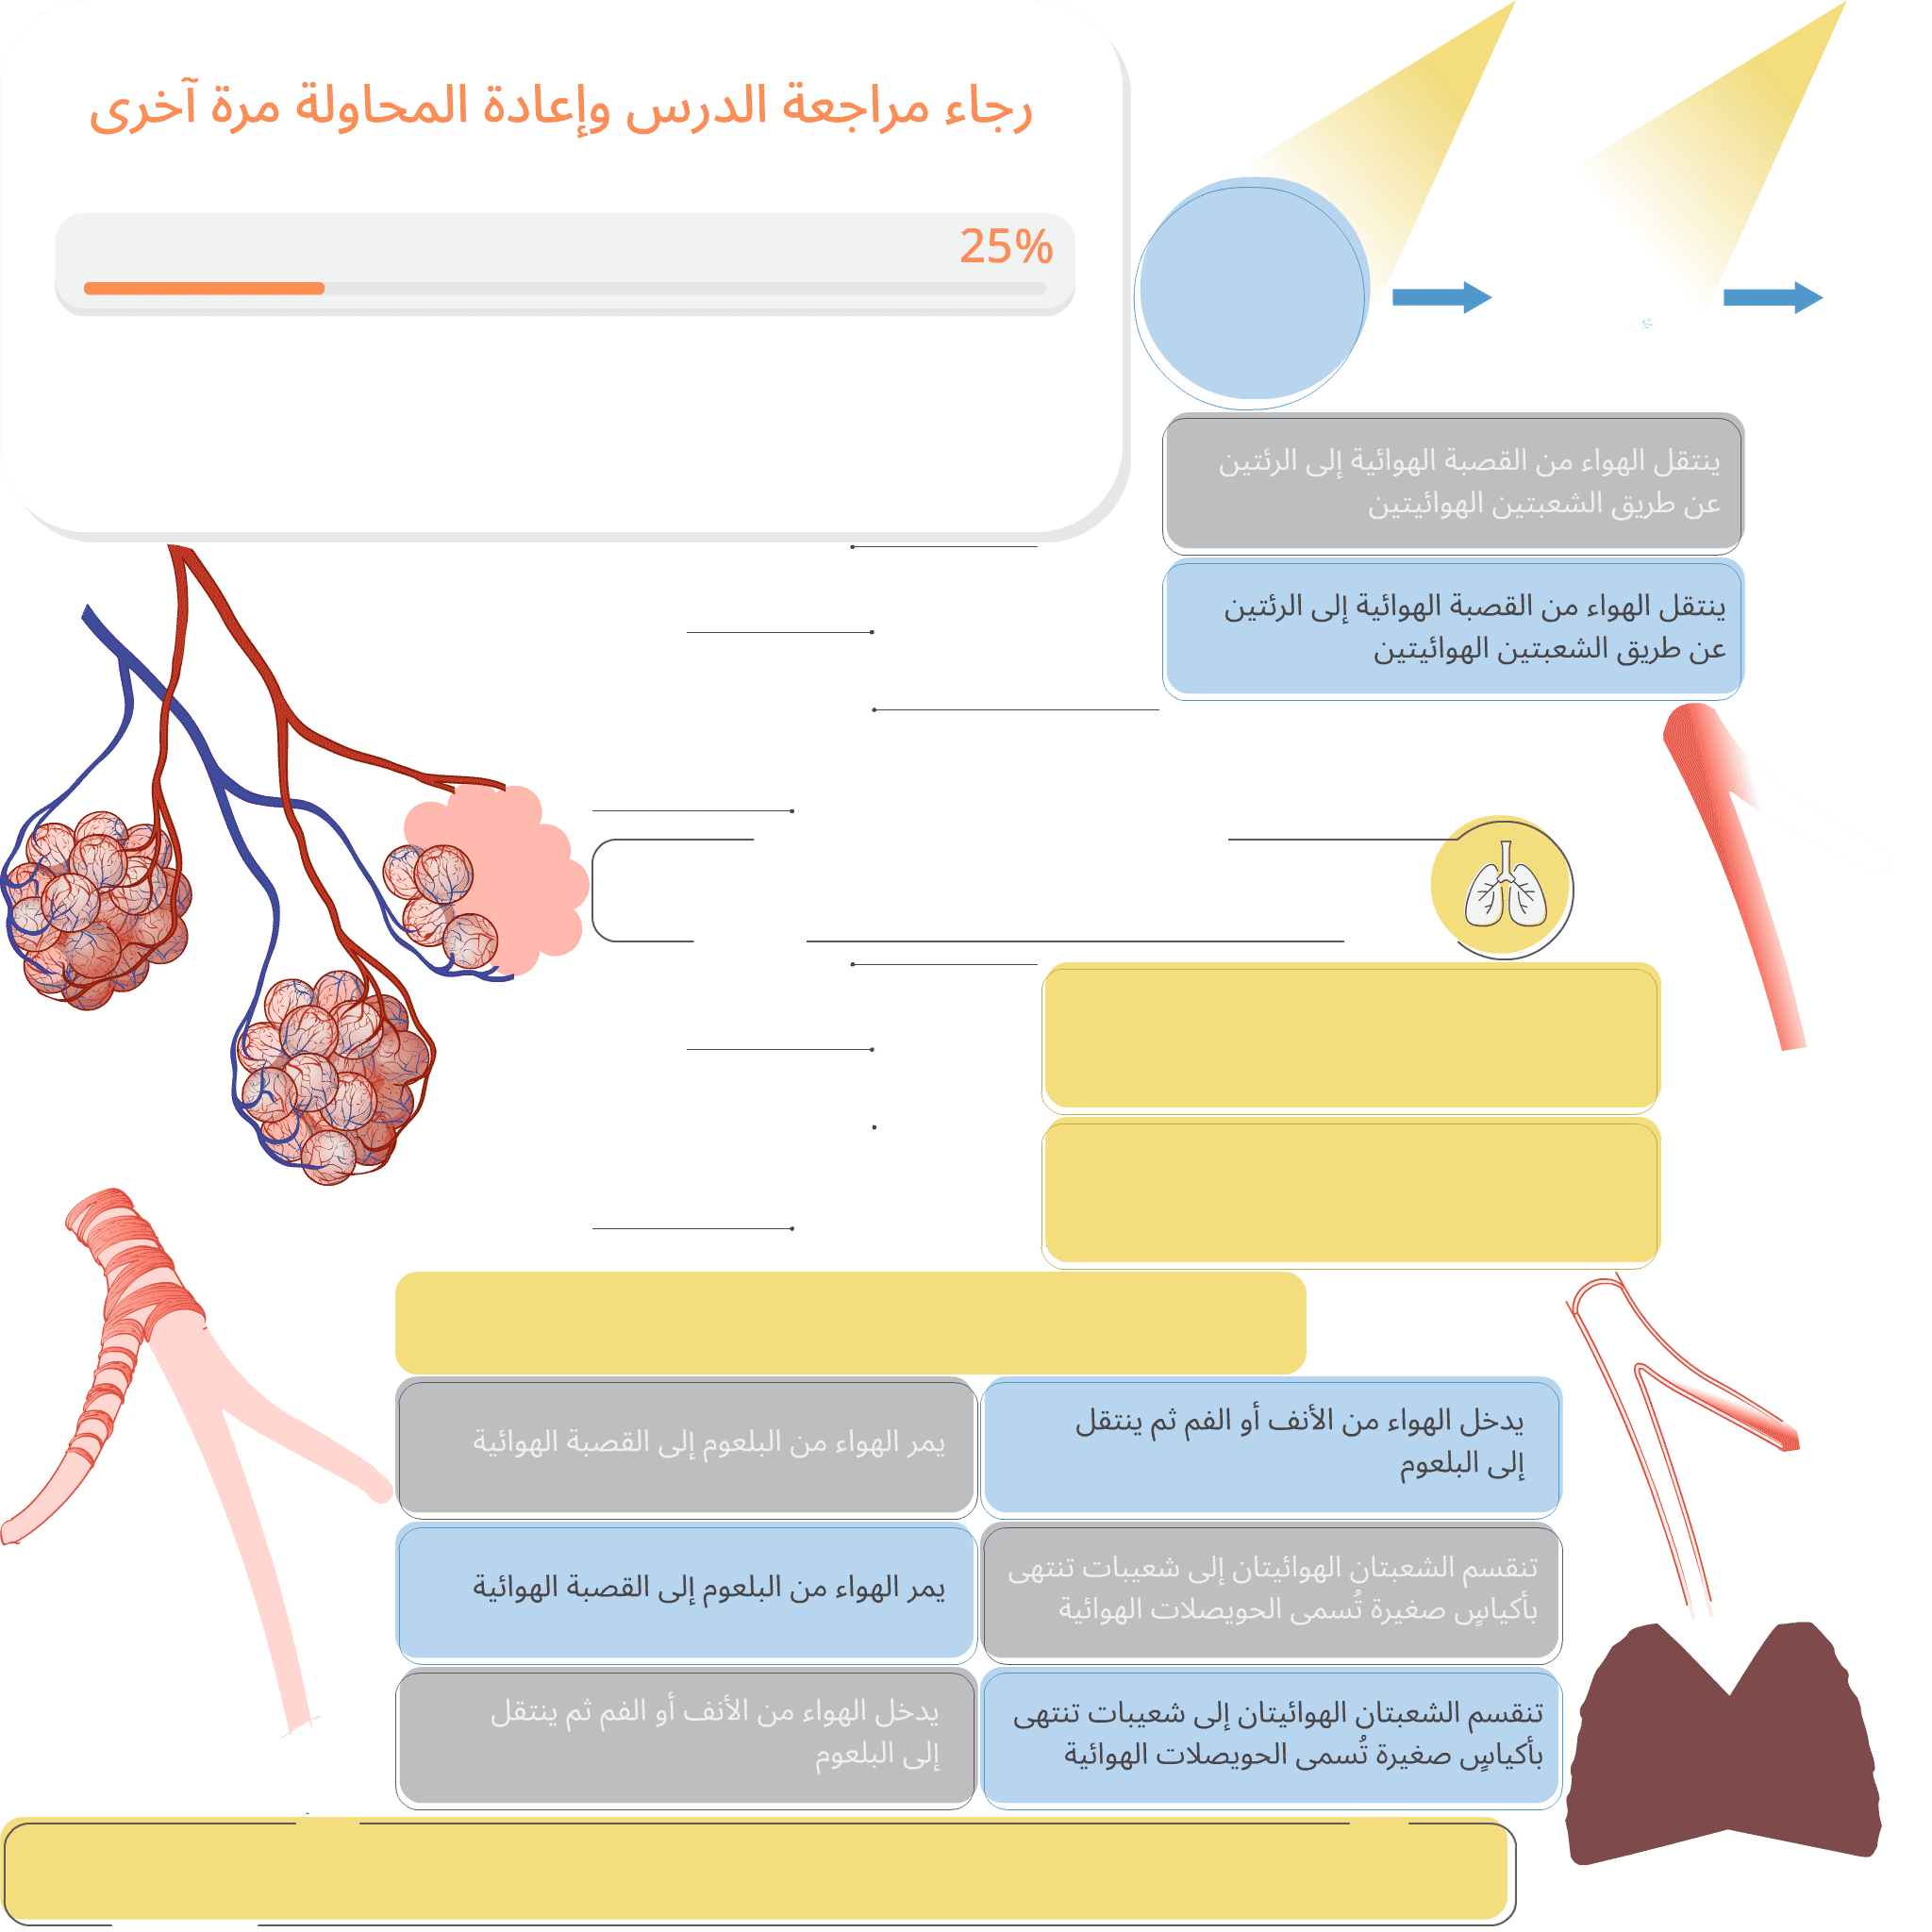 رجاء مراجعة الدرس وإعادة المحاولة مرة آخرى
25%
ينتقل الهواء من القصبة الهوائية إلى الرئتين
عن طريق الشعبتين الهوائيتين
ينتقل الهواء من القصبة الهوائية إلى الرئتين
عن طريق الشعبتين الهوائيتين
يدخل الهواء من الأنف أو الفم ثم ينتقل
إلى البلعوم
يمر الهواء من البلعوم إلى القصبة الهوائية
تنقسم الشعبتان الهوائيتان إلى شعيبات تنتهى
بأكياسٍ صغيرة تُسمى الحويصلات الهوائية
يمر الهواء من البلعوم إلى القصبة الهوائية
تنقسم الشعبتان الهوائيتان إلى شعيبات تنتهى
بأكياسٍ صغيرة تُسمى الحويصلات الهوائية
يدخل الهواء من الأنف أو الفم ثم ينتقل
إلى البلعوم